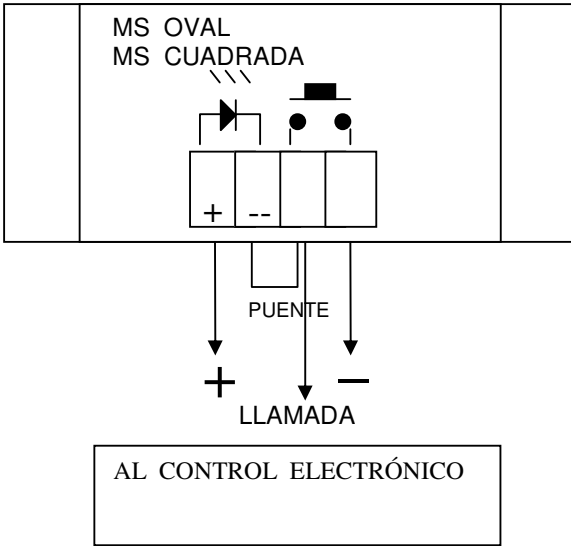 MS OVAL
MS CUADRADA
+ --
PUENTE
+ —
LLAMADA
AL CONTROL ELECTRÓNICO